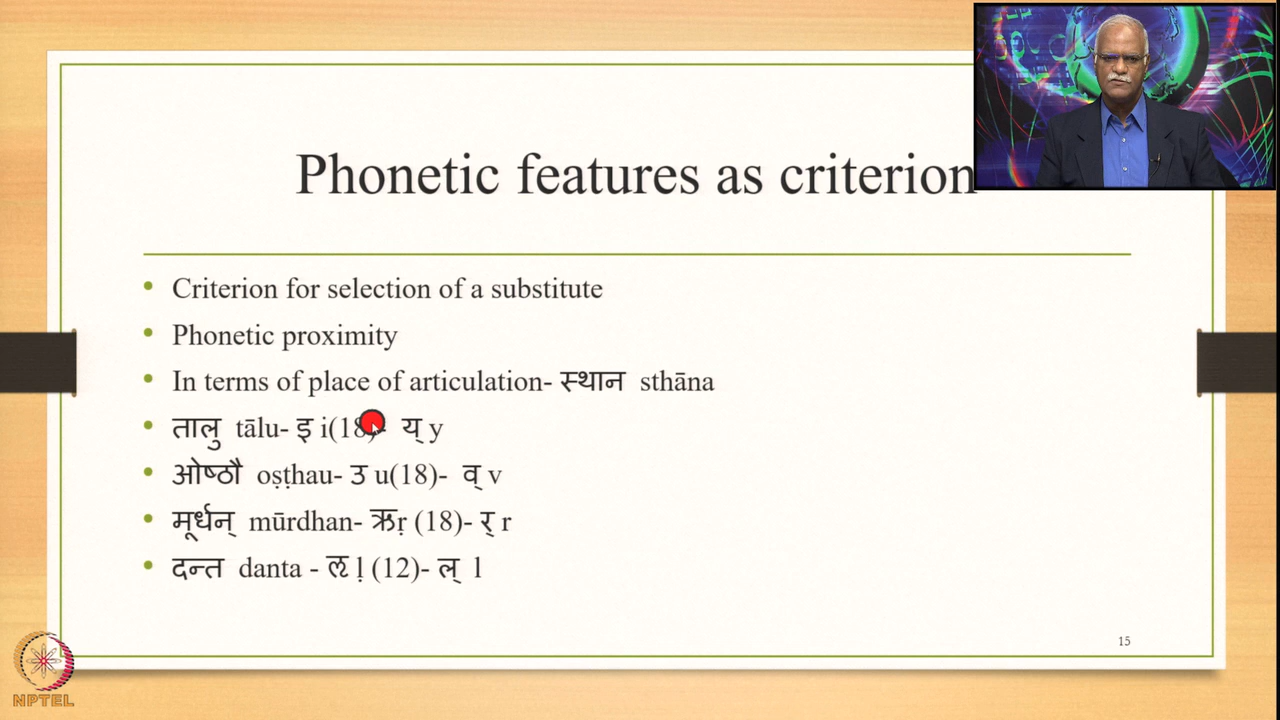 Phonetic features as criterion
Criterion for selection of a substitute
Phonetic proximity
In terms of place of articulation- स्थान sthāna
तालु tālu- इ i(18)- य् y
ओष्ठौ oṣṭhau- उ u(18)- व् v
मूर्धन् mūrdhan- ऋṛ (18)- र् r
दन्त danta - ऌ ḷ (12)- ल् l
15
NPTEL